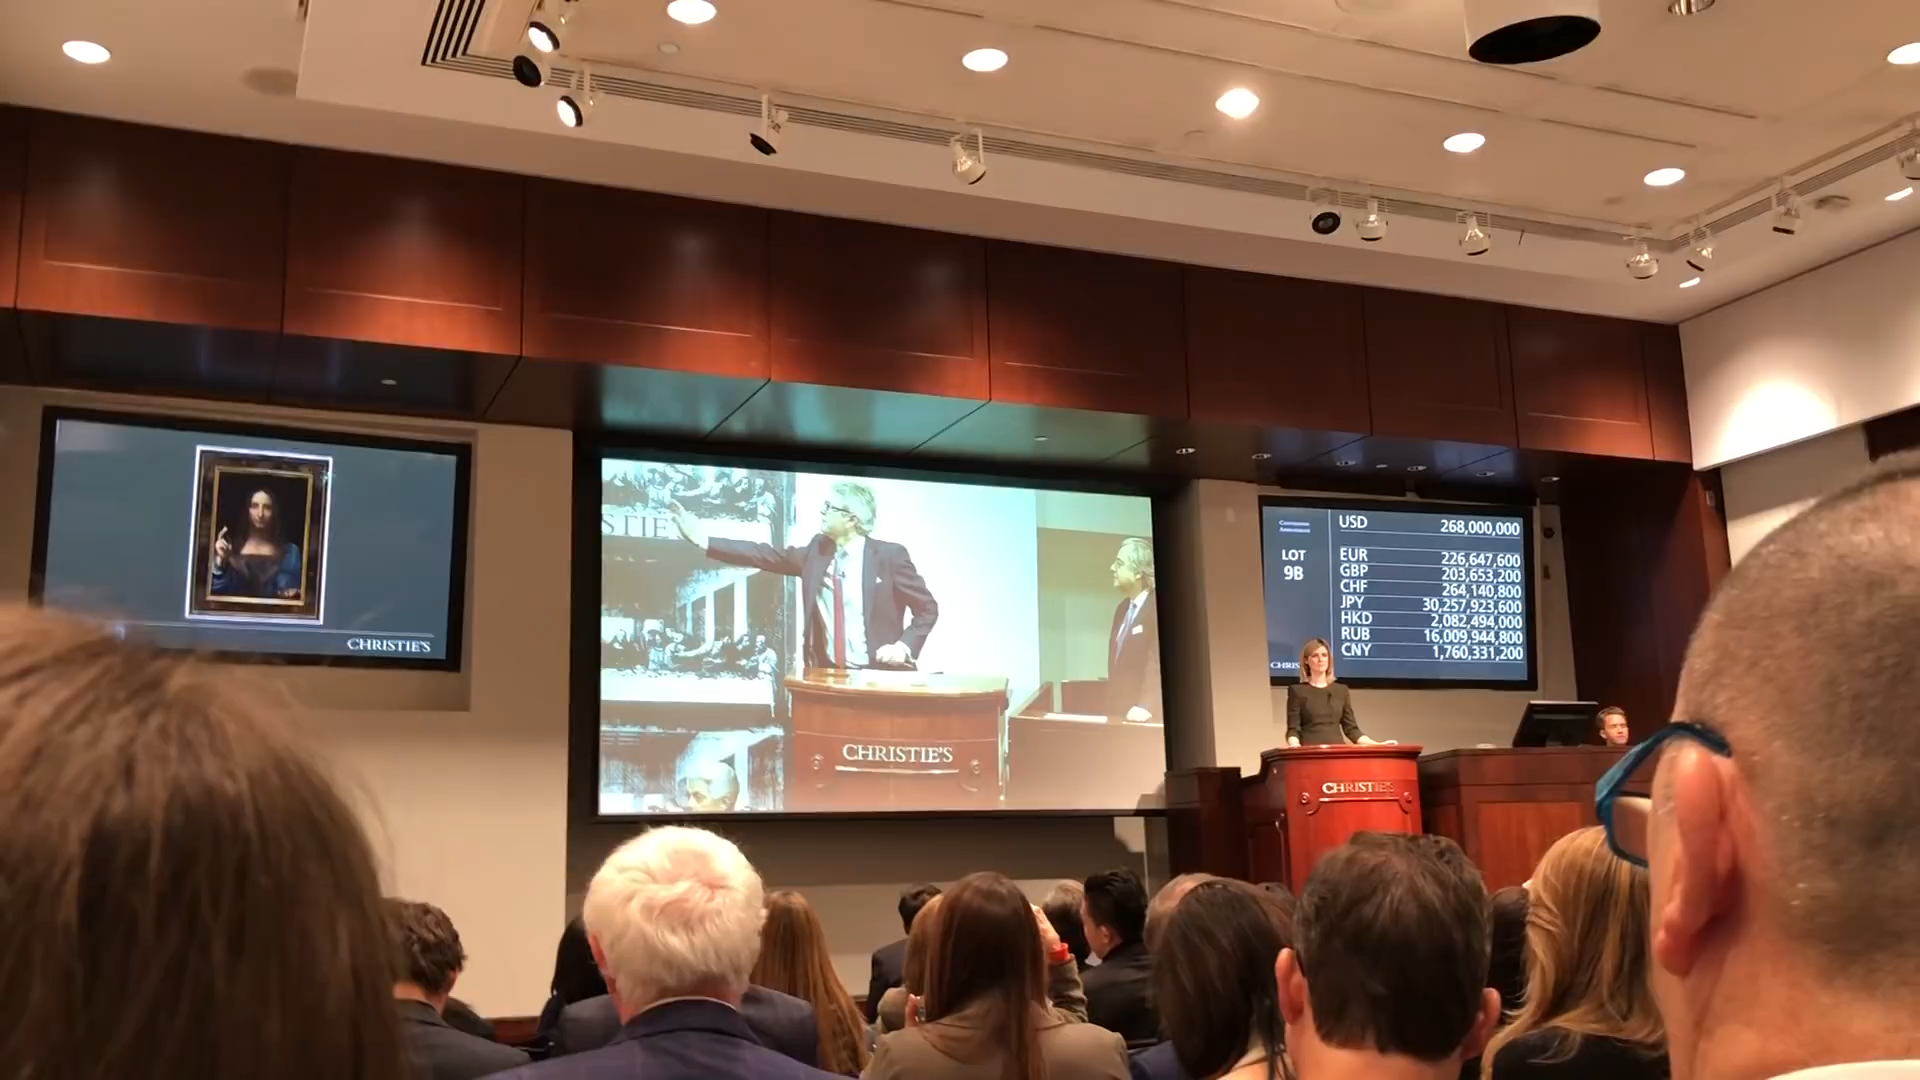 CHRISTIE'S
STIE
CHRISTIE'S
LOT
9B
USD 268,000,000
EUR 226,647,600
GBP 203,653,200
CHF 264,140,800
JPY 30,257,923,600
HKD 2,082,494,000
RUB 16,009,944,800
CNY 1,760,331,200
CHRIS
CHRISTIE'S